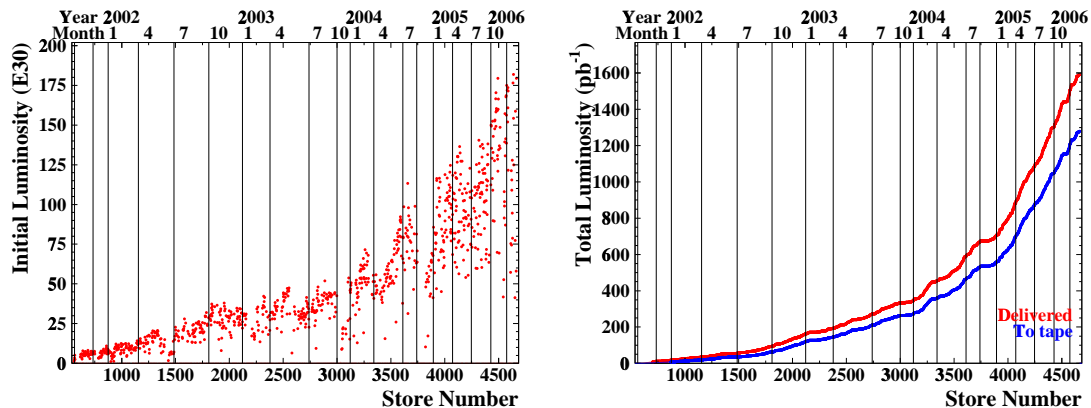 Year 2002 2003 2004 2005 2006
Month 1 4 7 10 1 4 7 10 1 4 7 1 4 7 10
Initial Luminosity (E30)
200
175
150
125
100
75
50
25
0
1000 1500 2000 2500 3000 3500 4000 4500
Store Number
Year 2002 2003 2004 2005 2006
Month 1 4 7 10 1 4 7 10 1 4 7 1 4 7 10
Total Luminosity (pb-1)
1600
1400
1200
1000
800
600
400
200
0
Delivered
To tape
1000 1500 2000 2500 3000 3500 4000 4500
Store Number